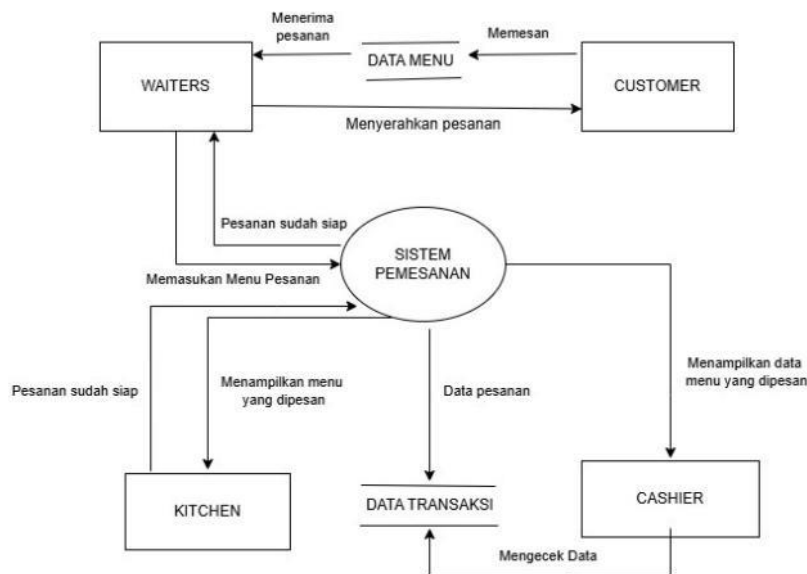 Menerima
pesanan
Memesan
WAITERS
DATA MENU
CUSTOMER
Menyerahkan pesanan
Pesanan sudah siap
SISTEM
PEMESANAN
Memasukan Menu Pesanan
Pesanan sudah siap
Menampilkan menu
yang dipesan
Data pesanan
Menampilkan data
menu yang dipesan
KITCHEN
DATA TRANSAKSI
CASHIER
Mengecek Data